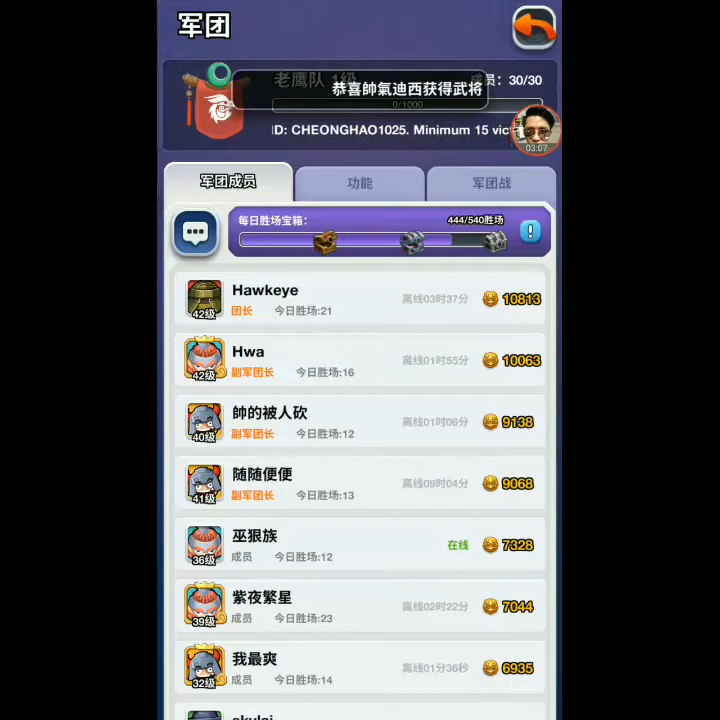 军团
老鹰队 1级
成员：30/30
恭喜帥氣迪西获得武将
0/1000
ID: CHEONGHAO1025. Minimum 15 vict
03:07
军团成员
功能
军团战
每日胜场宝箱：
444/540胜场
Hawkeye
离线03时37分
10813
42级
团长
今日胜场:21
Hwa
离线01时55分
10063
42级
副军团长
今日胜场:16
帥的被人砍
离线01时06分
9138
40级
副军团长
今日胜场:12
随随便便
离线09时04分
9068
41级
副军团长
今日胜场:13
巫狠族
在线
7328
36级
成员
今日胜场:12
紫夜繁星
离线02时22分
7044
39级
成员
今日胜场:23
我最爽
离线01分36秒
6935
32级
成员
今日胜场:14